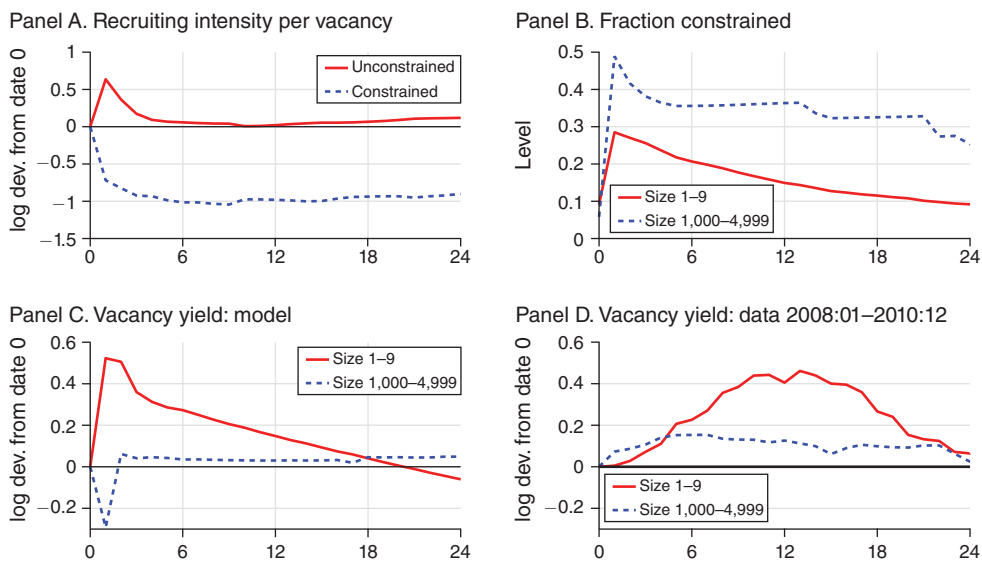 Panel A. Recruiting intensity per vacancy
log dev. from date 0
1
0.5
0
−0.5
−1
−1.5
Unconstrained
Constrained
0 6 12 18 24
Panel B. Fraction constrained
Level
0.5
0.4
0.3
0.2
0.1
0
Size 1–9
Size 1,000–4,999
0 6 12 18 24
Panel C. Vacancy yield: model
log dev. from date 0
0.6
0.4
0.2
0
−0.2
Size 1–9
Size 1,000–4,999
0 6 12 18 24
Panel D. Vacancy yield: data 2008:01–2010:12
log dev. from date 0
0.6
0.4
0.2
0
−0.2
Size 1–9
Size 1,000–4,999
0 6 12 18 24